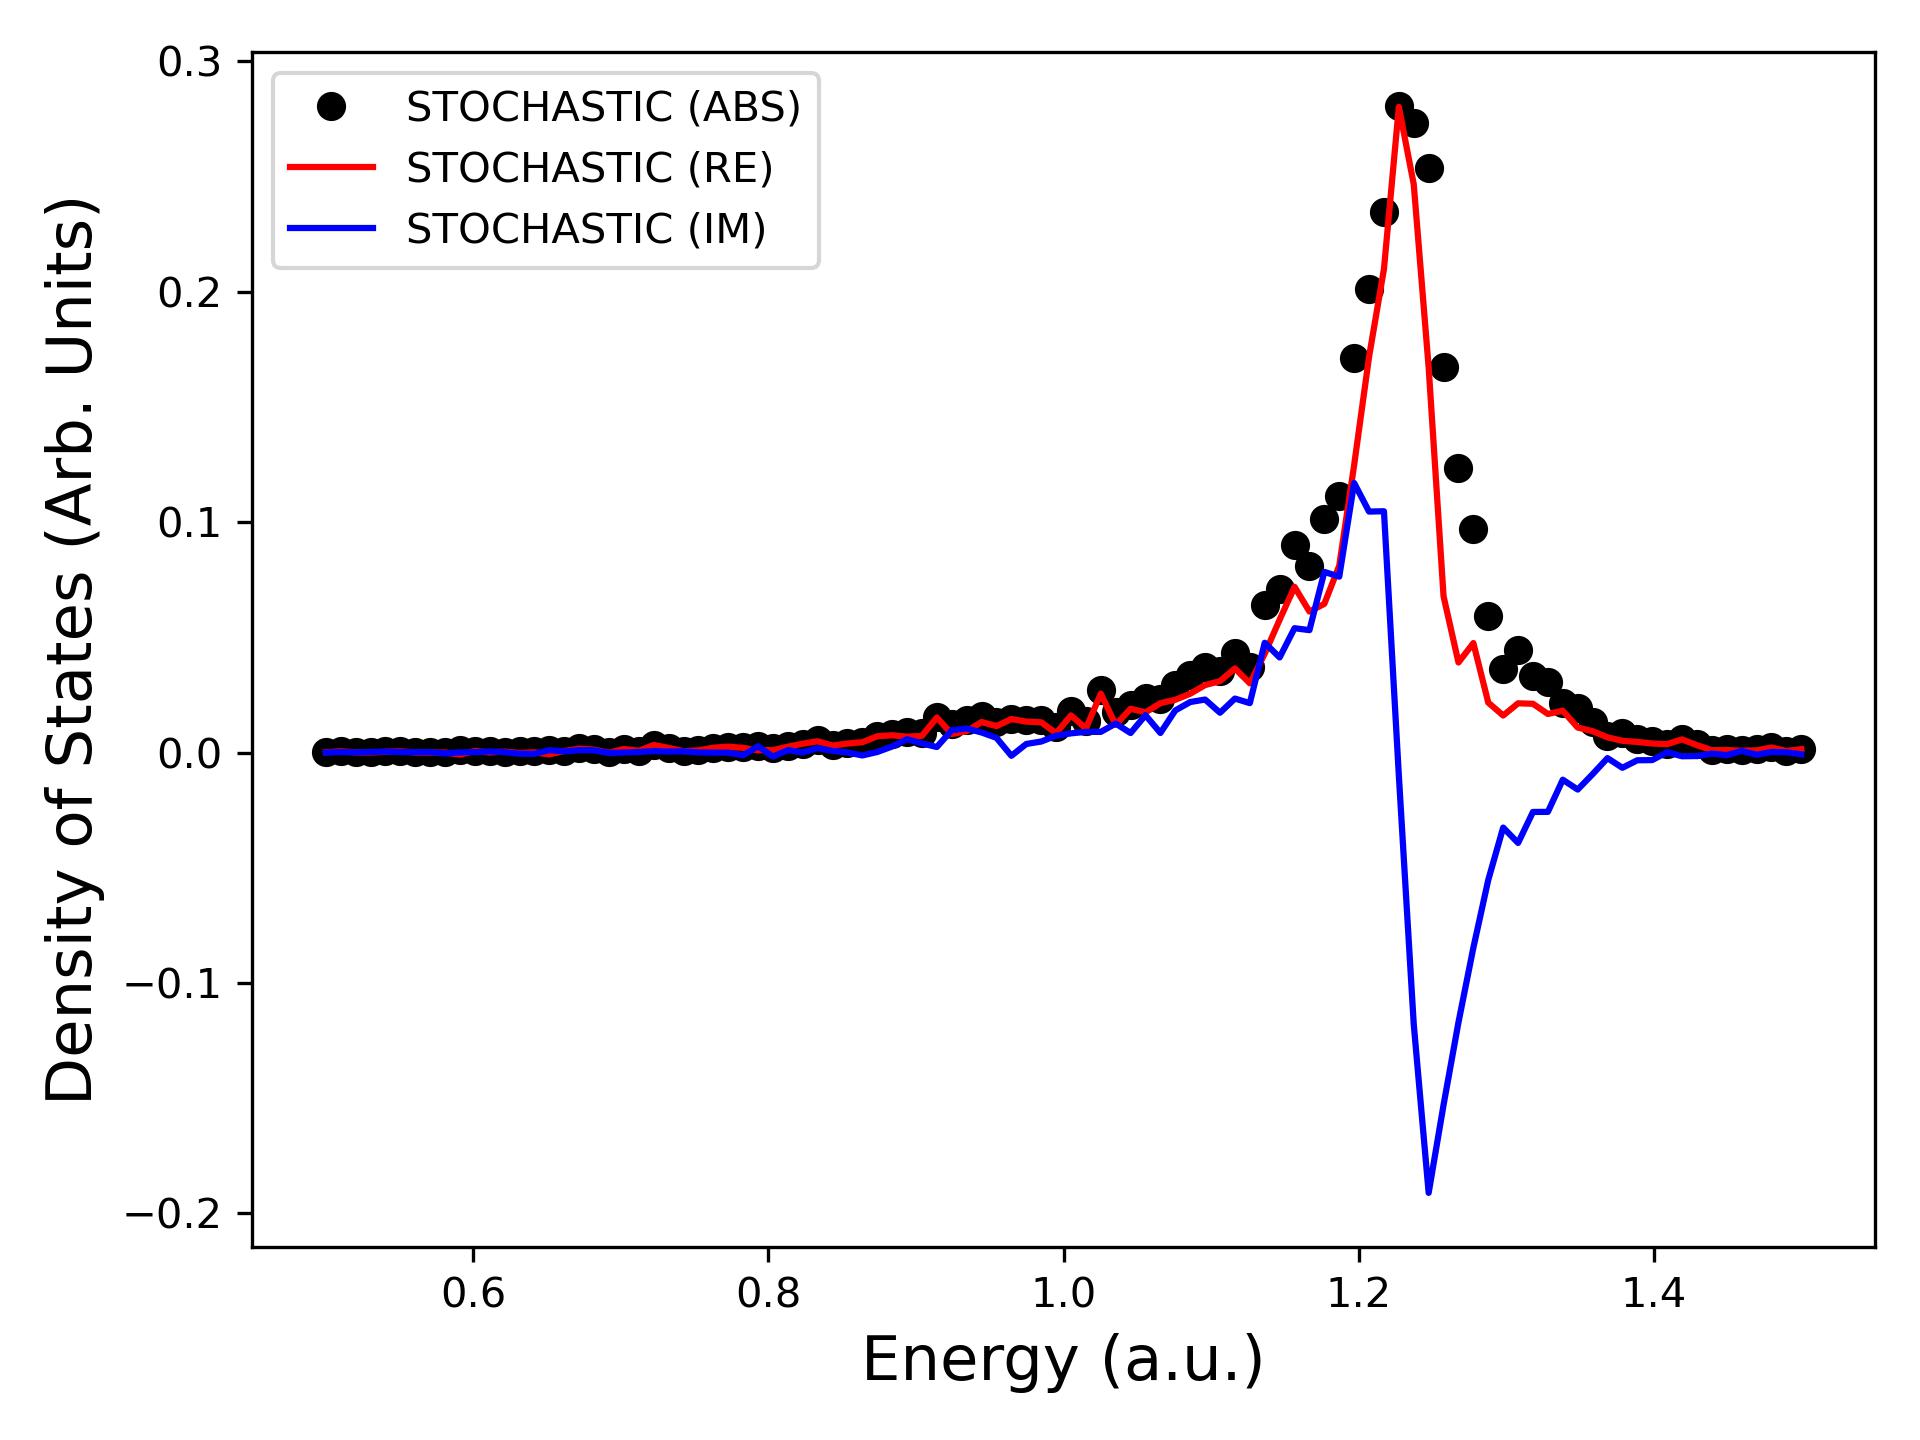 0.3
0.2
0.1
0.0
−0.1
−0.2
Density of States (Arb. Units)
STOCHASTIC (ABS)
STOCHASTIC (RE)
STOCHASTIC (IM)
0.6 0.8 1.0 1.2 1.4
Energy (a.u.)